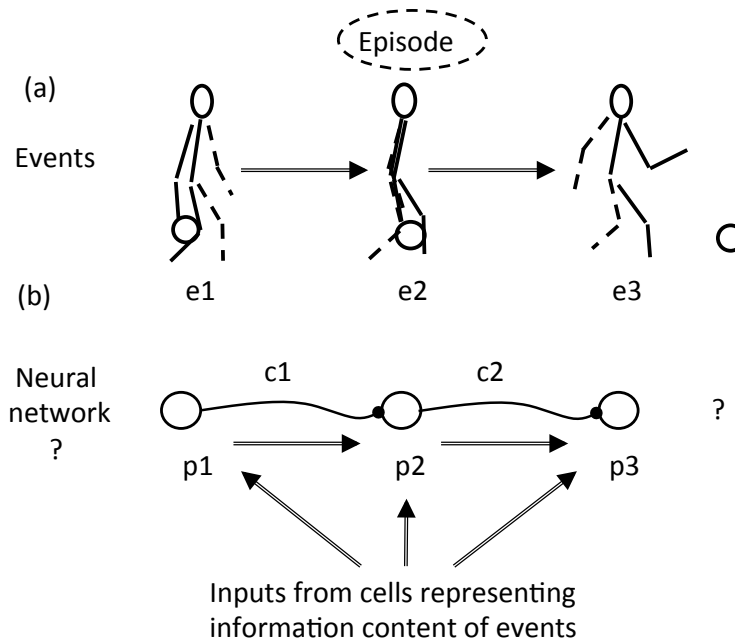 Episode
(a)
Events
e1 e2 e3
(b)
c1 c2
Neural
network
?
?
p1 p2 p3
Inputs from cells representing
information content of events